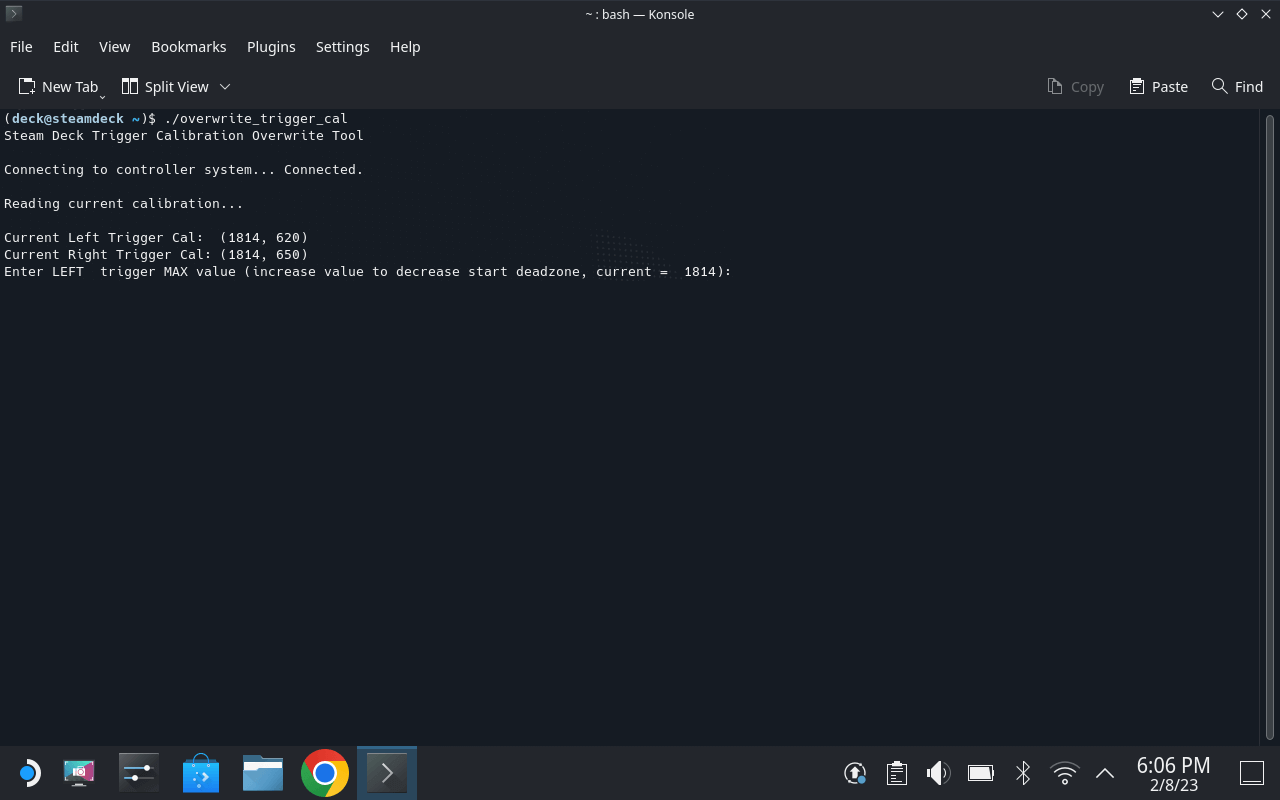 ~ : bash — Konsole
File Edit View Bookmarks Plugins Settings Help
New Tab Split View Copy Paste Find
(deck@steamdeck ~)$ ./overwrite_trigger_cal
Steam Deck Trigger Calibration Overwrite Tool
Connecting to controller system... Connected.
Reading current calibration...
Current Left Trigger Cal:  (1814, 620)
Current Right Trigger Cal: (1814, 650)
Enter LEFT  trigger MAX value (increase value to decrease start deadzone, current =  1814):
6:06 PM
2/8/23